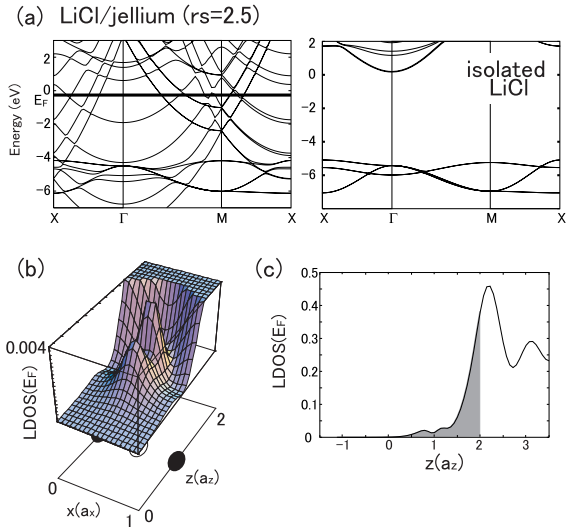 (a) LiCl/jellium (rs=2.5)
Energy (eV)
2
0
E_F
−2
−4
−6
X Γ M X
isolated
LiCl
2
0
−2
−4
−6
X Γ M X
(b)
0.004
LDOS(E_F)
0
x(a_x)
1
0
z(a_z)
2
(c)
LDOS(E_F)
0.5
0.4
0.3
0.2
0.1
0
-1 0 1 2 3
z(a_z)